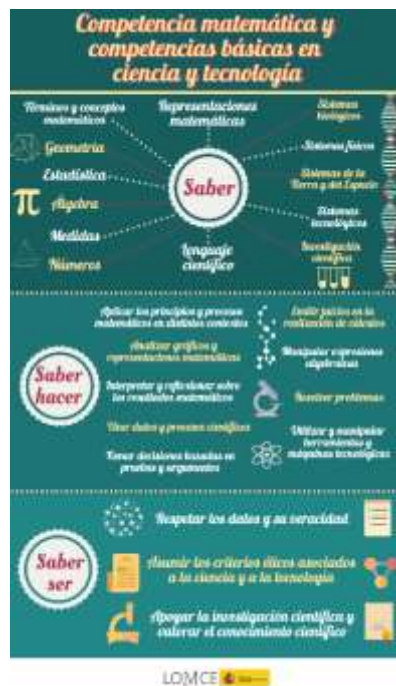 Competencia matemática y
competencias básicas en
ciencia y tecnología
Términos y conceptos
matemáticos
Representaciones
matemáticas
Sistemas
biológicos
Geometría
Sistemas físicos
Estadística
Saber
Sistemas de la
Tierra y del Espacio
π
Álgebra
Sistemas
tecnológicos
Medidas
Lenguaje
científico
Investigación
científica
Números
Saber
hacer
Aplicar los principios y procesos
matemáticos en distintos contextos
Emitir juicios en la
realización de cálculos
Analizar gráficos y
representaciones matemáticas
Manipular expresiones
algebraicas
Interpretar y reflexionar sobre
los resultados matemáticos
Resolver problemas
Usar datos y procesos científicos
Utilizar y manipular
herramientas y
máquinas tecnológicas
Tomar decisiones basadas en
pruebas y argumentos
Saber
ser
Respetar los datos y su veracidad
Asumir los criterios éticos asociados
a la ciencia y a la tecnología
Apoyar la investigación científica y
valorar el conocimiento científico
LOMCE